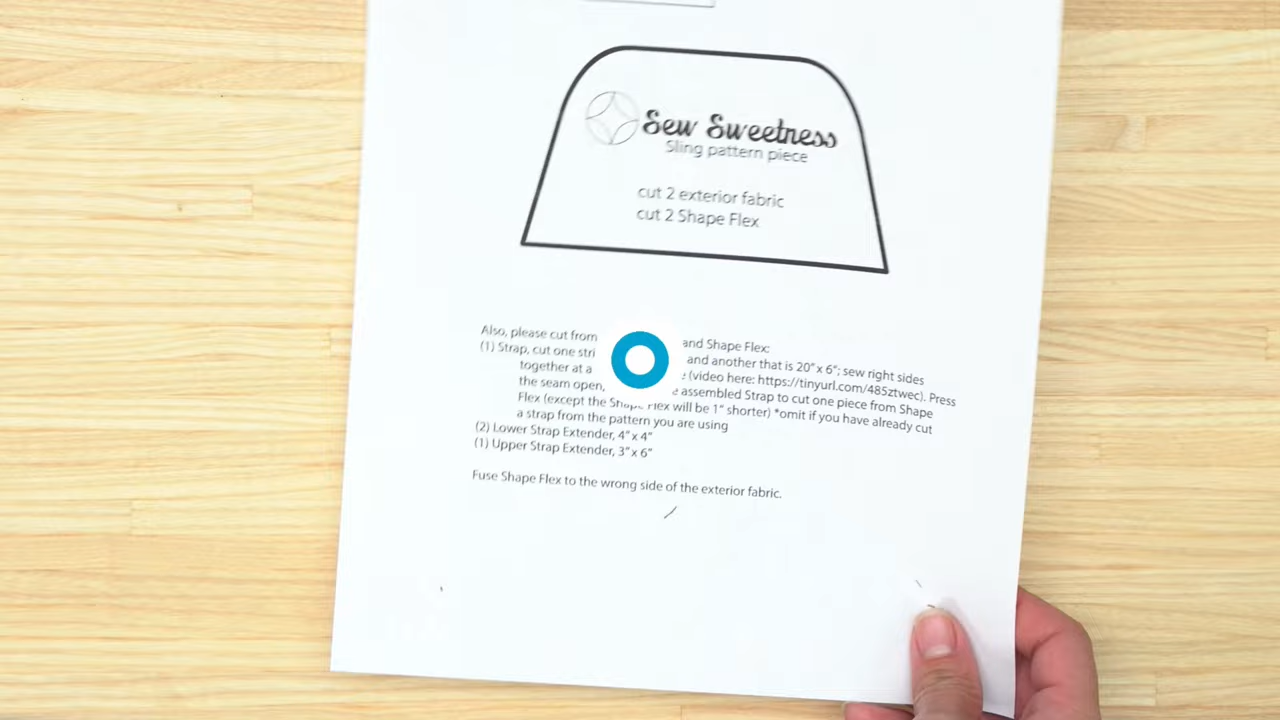 Sew Sweetness
Sling pattern piece
cut 2 exterior fabric
cut 2 Shape Flex
Also, please cut from and Shape Flex:
(1) Strap, cut one stri and another that is 20" x 6"; sew right sides
together at a (video here: https://tinyurl.com/485ztwec). Press
the seam open, assembled Strap to cut one piece from Shape
Flex (except the Shape Flex will be 1" shorter) *omit if you have already cut
a strap from the pattern you are using
(2) Lower Strap Extender, 4" x 4"
(1) Upper Strap Extender, 3" x 6"
Fuse Shape Flex to the wrong side of the exterior fabric.